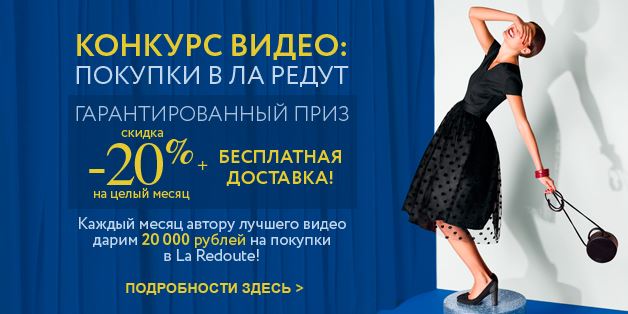 КОНКУРС ВИДЕО:
ПОКУПКИ В ЛА РЕДУТ
ГАРАНТИРОВАННЫЙ ПРИЗ
скидка
-20% + БЕСПЛАТНАЯ
ДОСТАВКА!
на целый месяц
Каждый месяц автору лучшего видео
дарим 20 000 рублей на покупки
в La Redoute!
ПОДРОБНОСТИ ЗДЕСЬ >